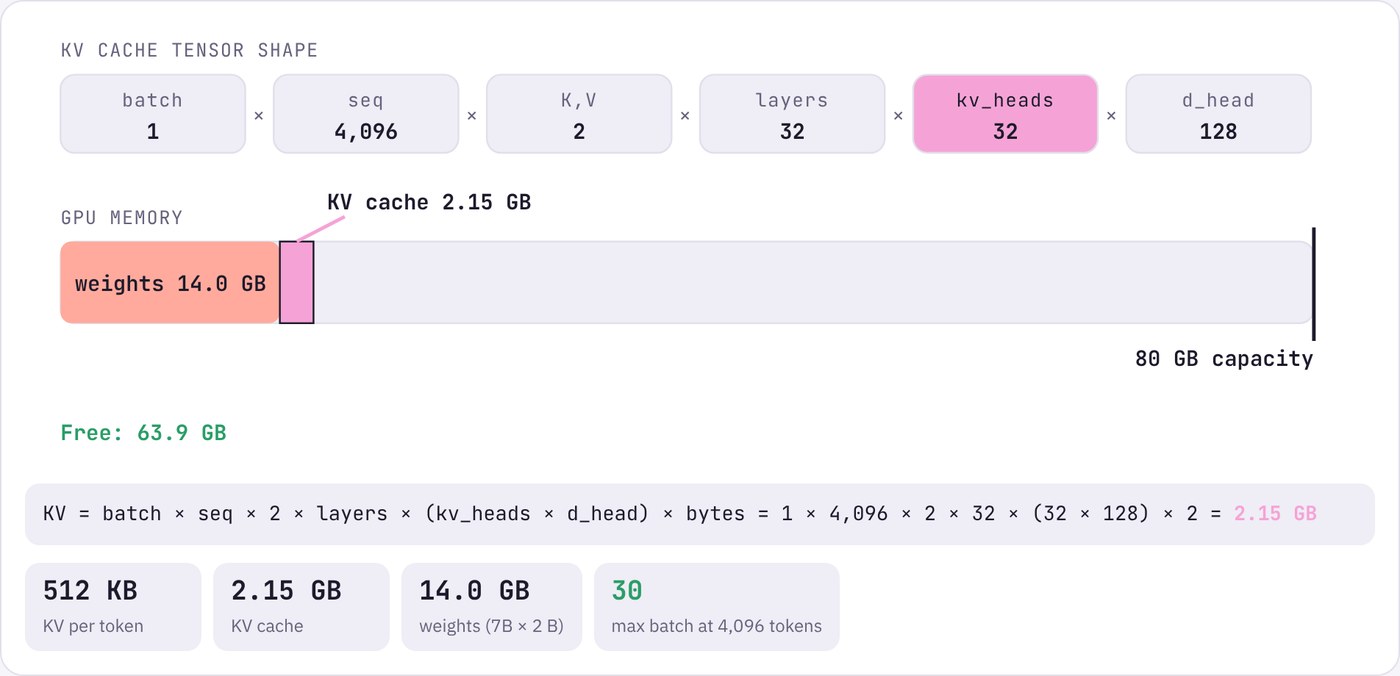 KV CACHE TENSOR SHAPE
batch × seq × K,V × layers × kv_heads × d_head
1 4,096 2 32 32 128
KV cache 2.15 GB
GPU MEMORY
weights 14.0 GB
80 GB capacity
Free: 63.9 GB
KV = batch × seq × 2 × layers × (kv_heads × d_head) × bytes = 1 × 4,096 × 2 × 32 × (32 × 128) × 2 = 2.15 GB
512 KB 2.15 GB 14.0 GB 30
KV per token KV cache weights (7B × 2 B) max batch at 4,096 tokens